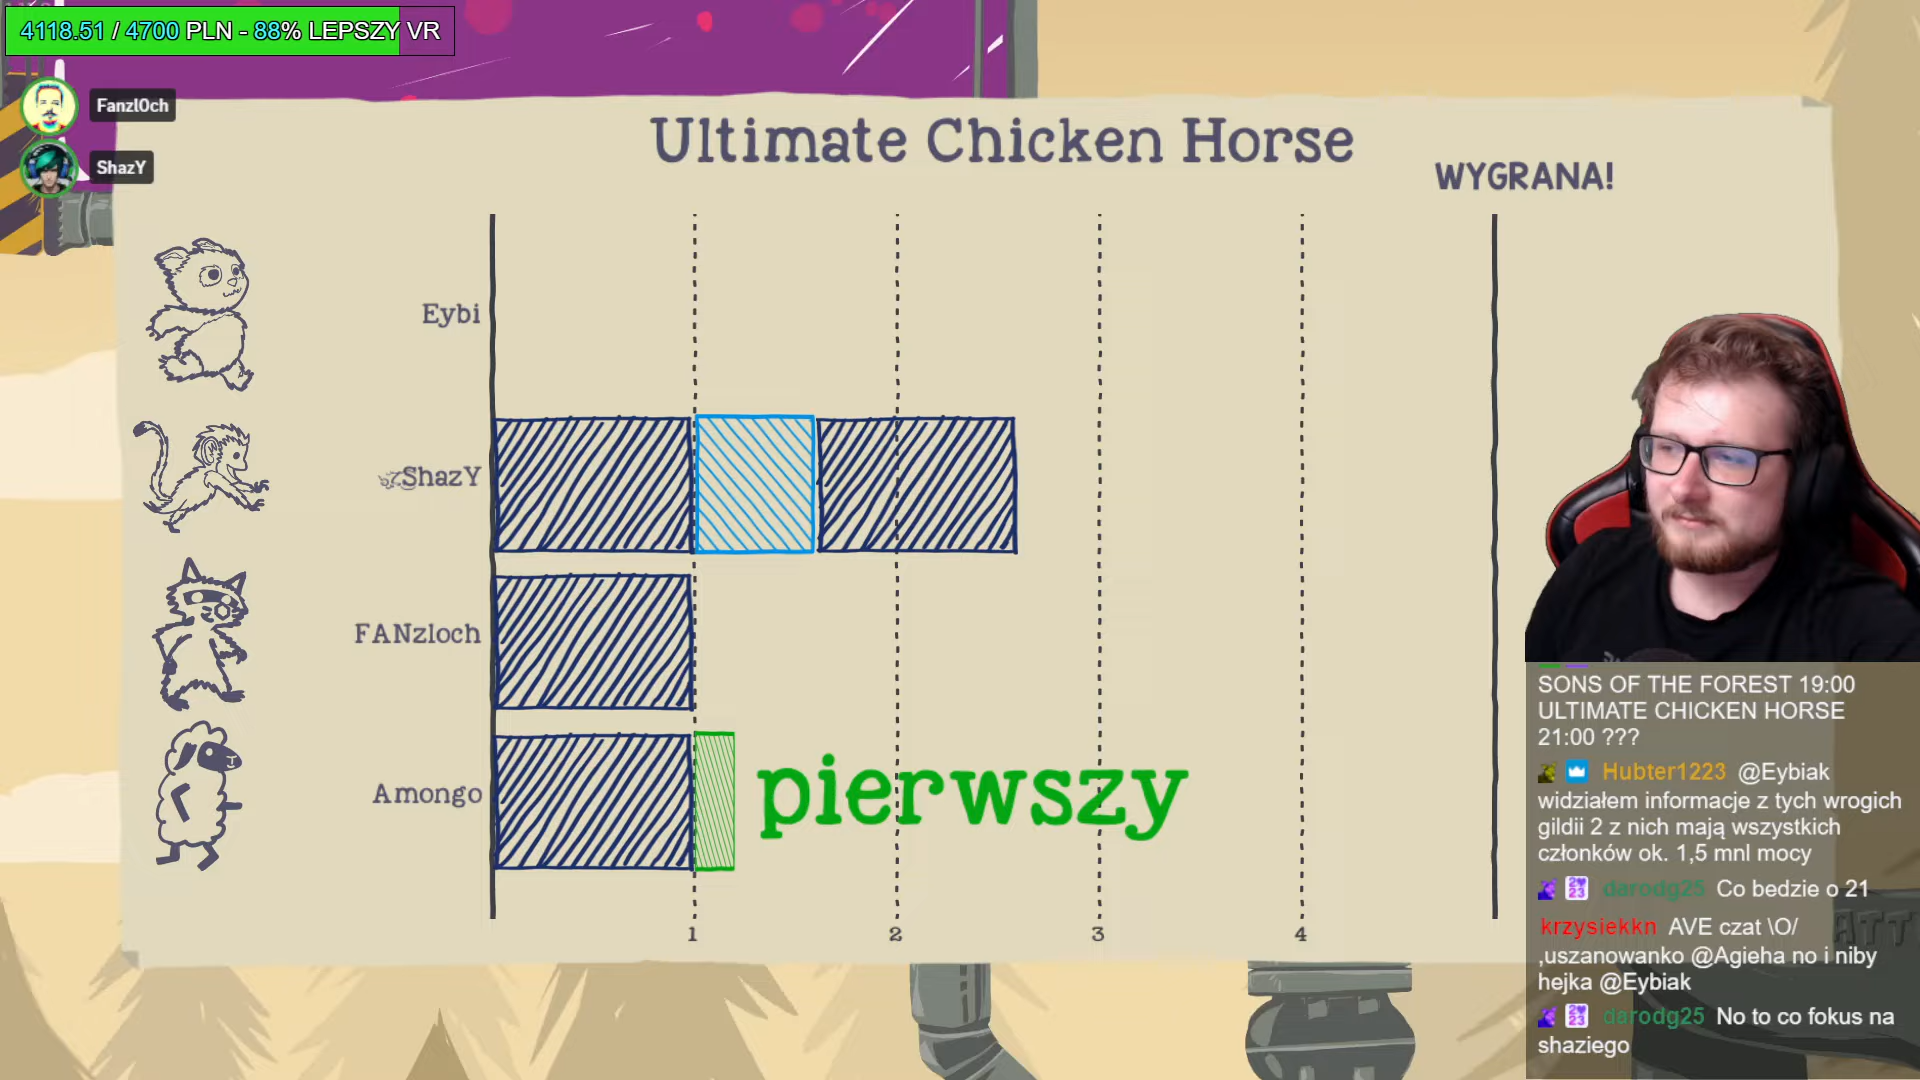 4118.51 / 4700 PLN - 88% LEPSZY VR
Fanzl0ch
ShazY
Ultimate Chicken Horse
WYGRANA!
Eybi
ShazY
FANzloch
Amongo
pierwszy
1 2 3 4
SONS OF THE FOREST 19:00
ULTIMATE CHICKEN HORSE
21:00 ???
Hubter1223 @Eybiak
widziałem informacje z tych wrogich
gildii 2 z nich mają wszystkich
członków ok. 1,5 mnl mocy
darodg25 Co bedzie o 21
krzysiekkn AVE czat \O/
,uszanowanko @Agieha no i niby
hejka @Eybiak
darodg25 No to co fokus na
shaziego